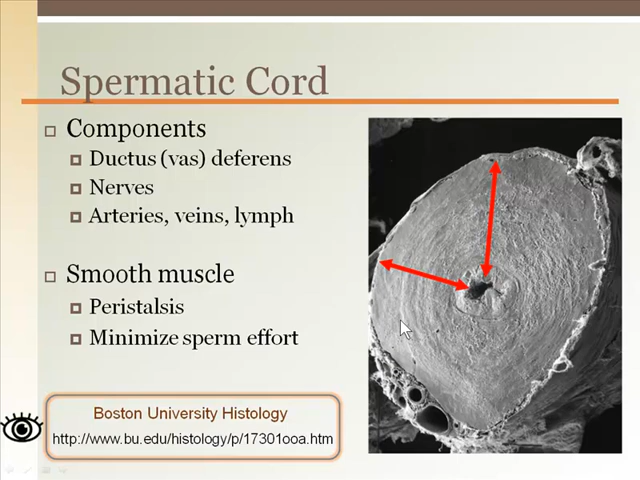 Spermatic Cord
Components
Ductus (vas) deferens
Nerves
Arteries, veins, lymph
Smooth muscle
Peristalsis
Minimize sperm effort
Boston University Histology
http://www.bu.edu/histology/p/17301ooa.htm